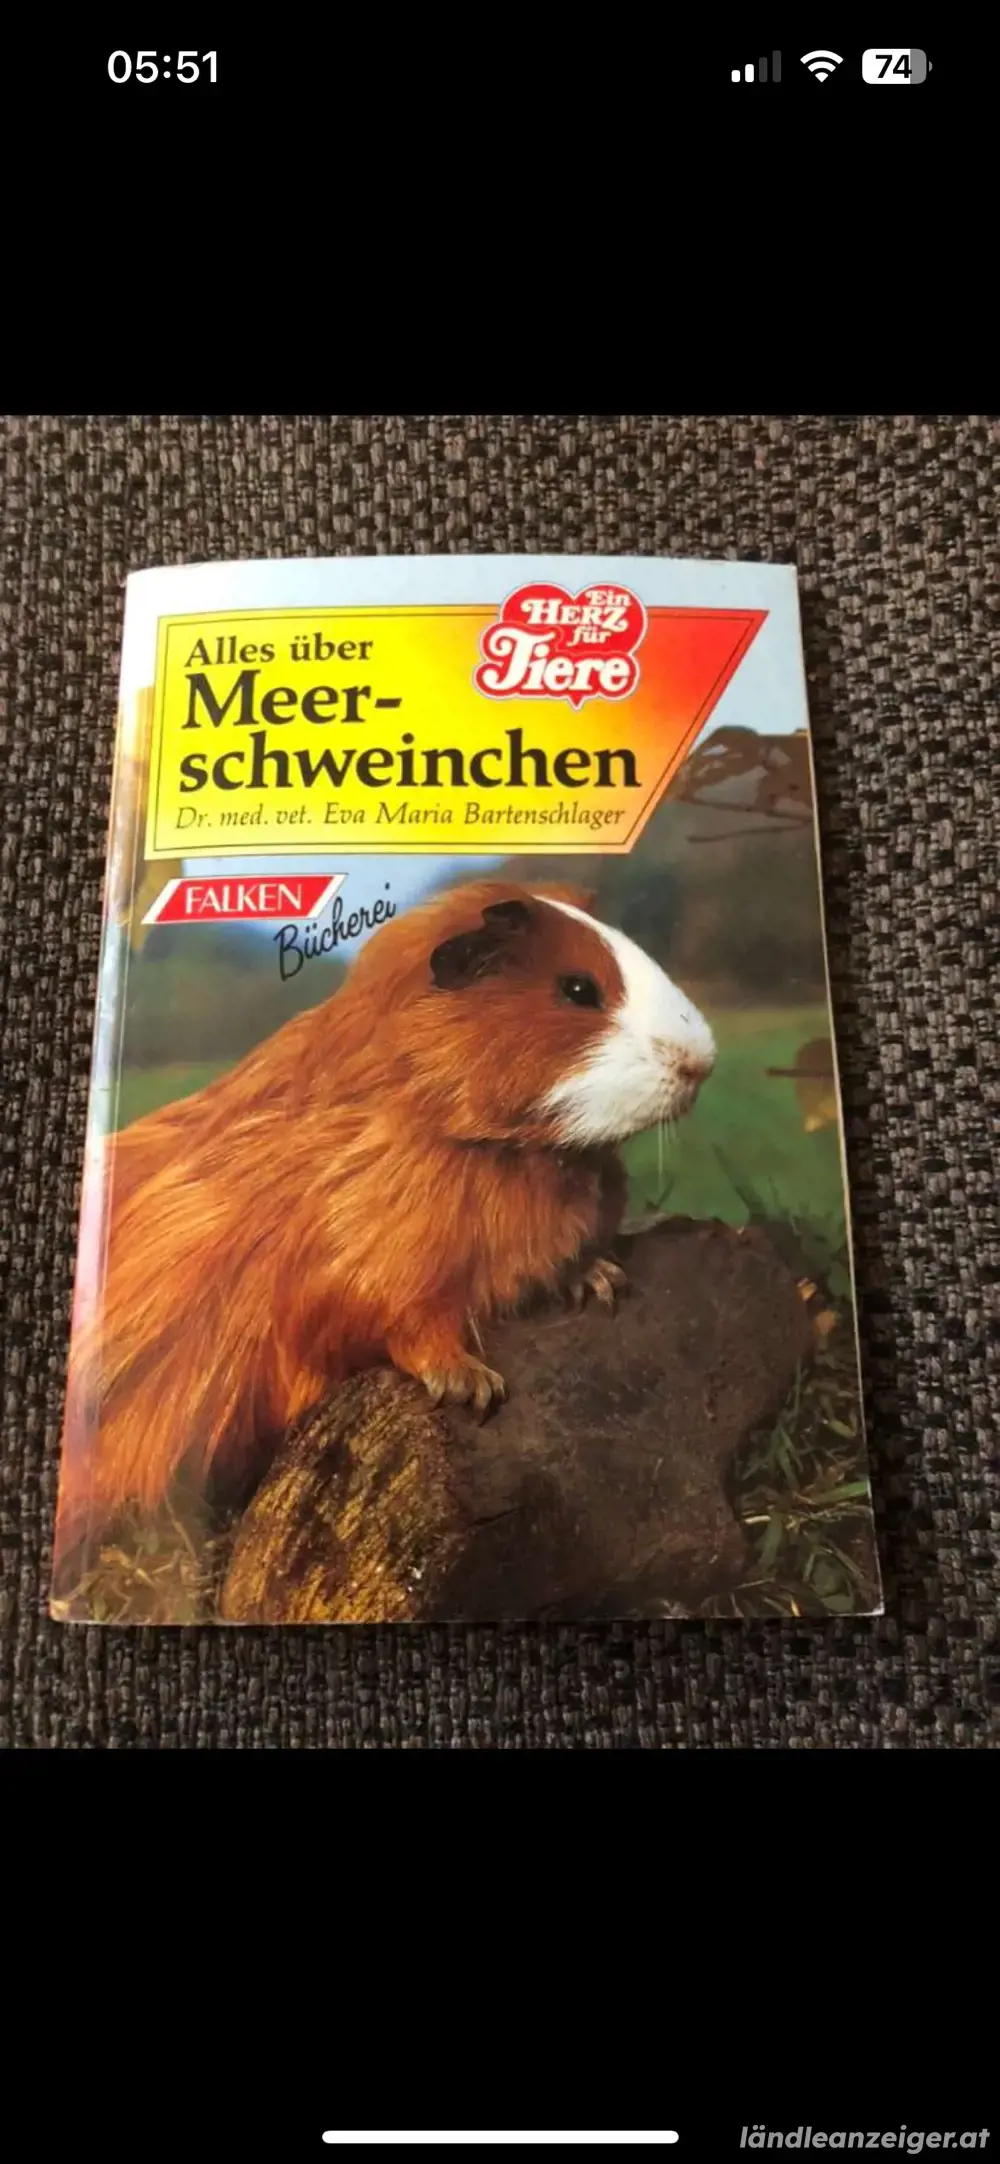 05:51
74
Alles über
Meer-
schweinchen
Dr. med. vet. Eva Maria Bartenschlager
Ein
HERZ
für
Tiere
FALKEN
Bücherei
ländleanzeiger.at